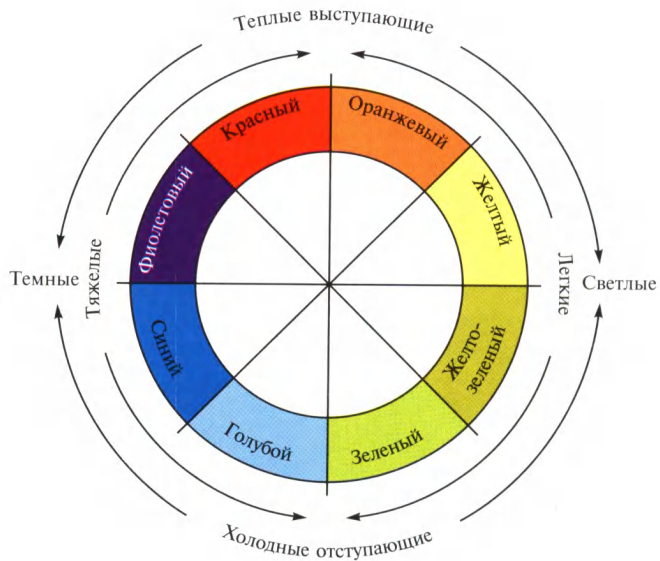 Теплые выступающие
Красный
Оранжевый
Фиолетовый
Желтый
Темные
Тяжелые
Легкие
Светлые
Синий
Желто-
зеленый
Голубой
Зеленый
Холодные отступающие